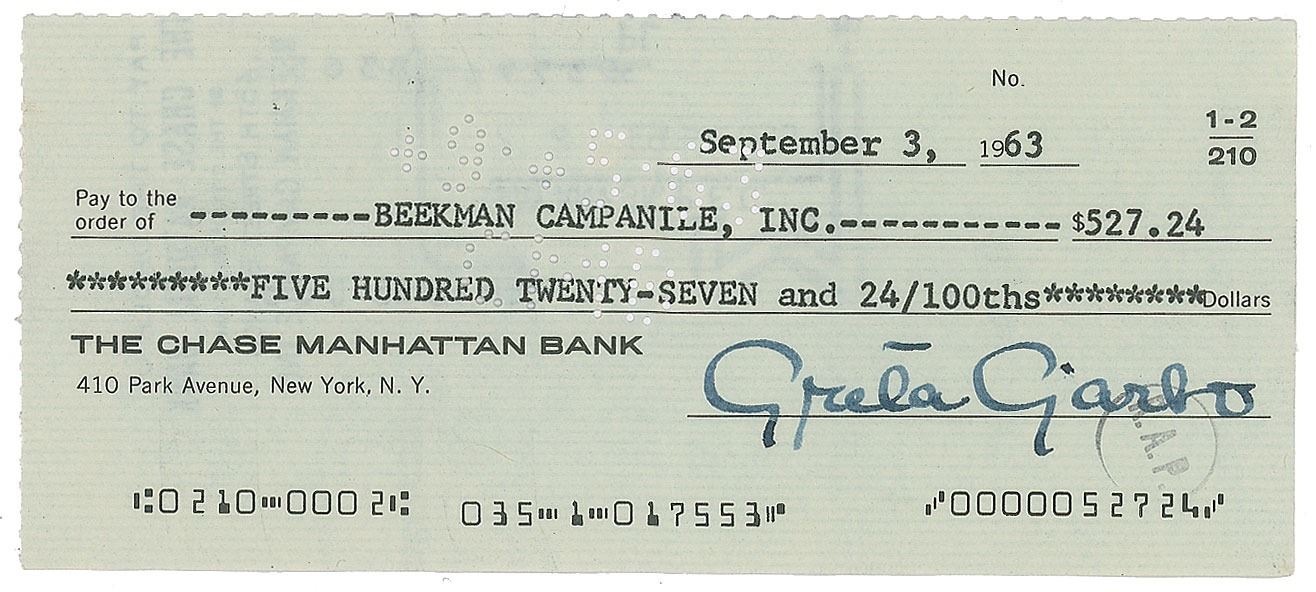 No.
September 3, 1963
1-2
210
Pay to the
order of ---------BEEKMAN CAMPANILE, INC.----------- $527.24
*********FIVE HUNDRED TWENTY-SEVEN and 24/100ths********Dollars
THE CHASE MANHATTAN BANK
410 Park Avenue, New York, N. Y.
Greta Garbo
R.A.P.
⑆0210⑉0002⑆ 035⑉1⑉017553⑈ ⑇0000052724⑇